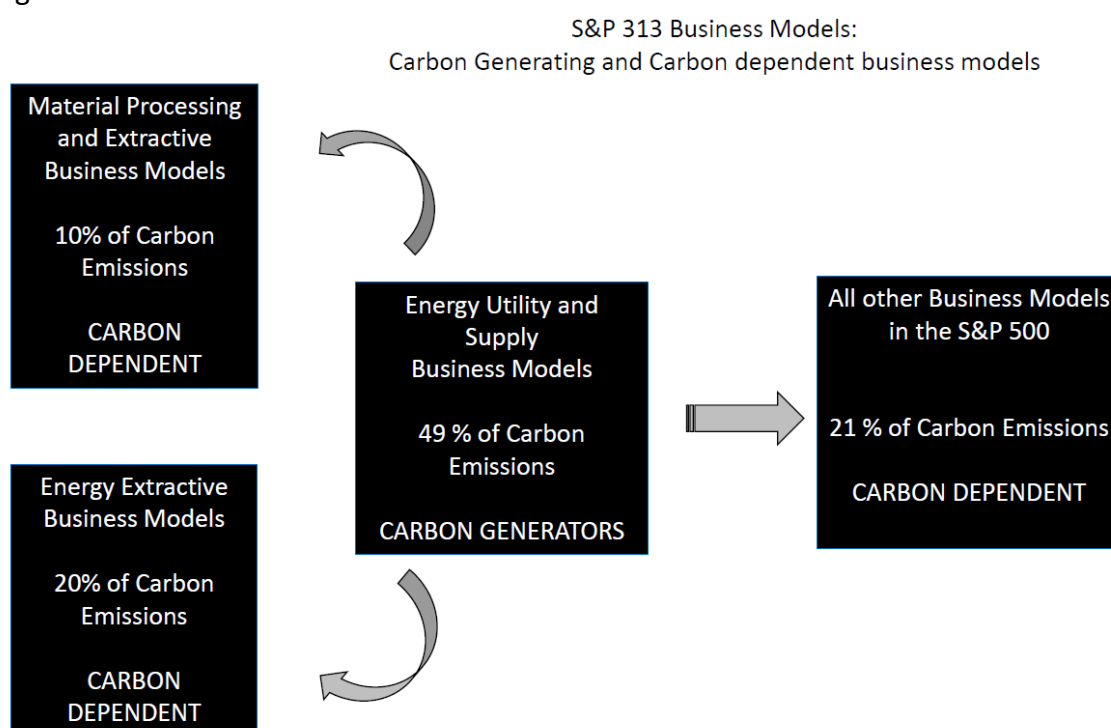 S&P 313 Business Models:
Carbon Generating and Carbon dependent business models
Material Processing
and Extractive
Business Models
10% of Carbon
Emissions
CARBON
DEPENDENT
Energy Extractive
Business Models
20% of Carbon
Emissions
CARBON
DEPENDENT
Energy Utility and
Supply
Business Models
49 % of Carbon
Emissions
CARBON GENERATORS
All other Business Models
in the S&P 500
21 % of Carbon Emissions
CARBON DEPENDENT